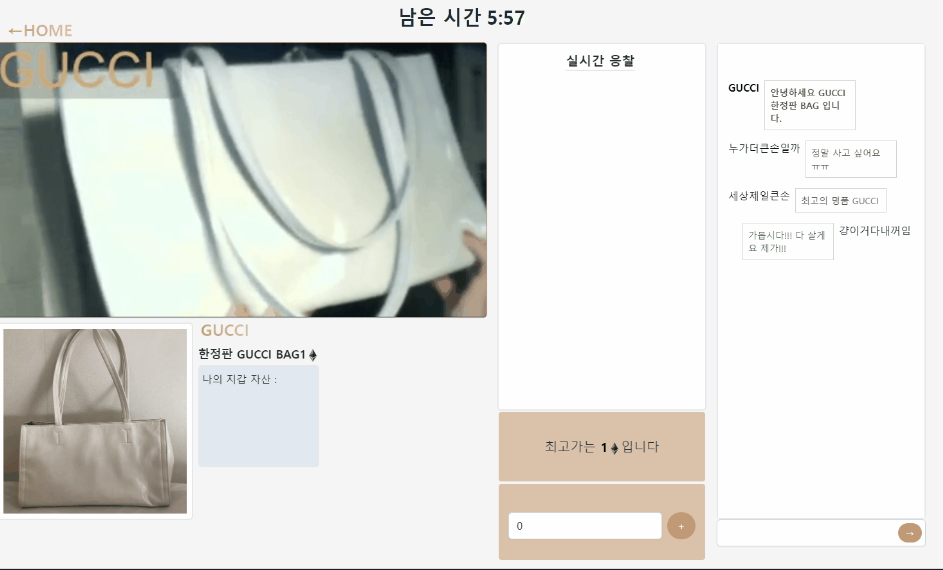 남은 시간 5:57
←HOME
GUCCI
실시간 응찰
GUCCI
안녕하세요 GUCCI
한정판 BAG 입니
다.
누가더큰손일까
정말 사고 싶어요
ㅠㅠ
세상제일큰손
최고의 명품 GUCCI
가봅시다!!! 다 살게
요 제가!!!
걍이거다내꺼임
GUCCI
한정판 GUCCI BAG1
나의 지갑 자산 :
최고가는 1 입니다
0
+
→